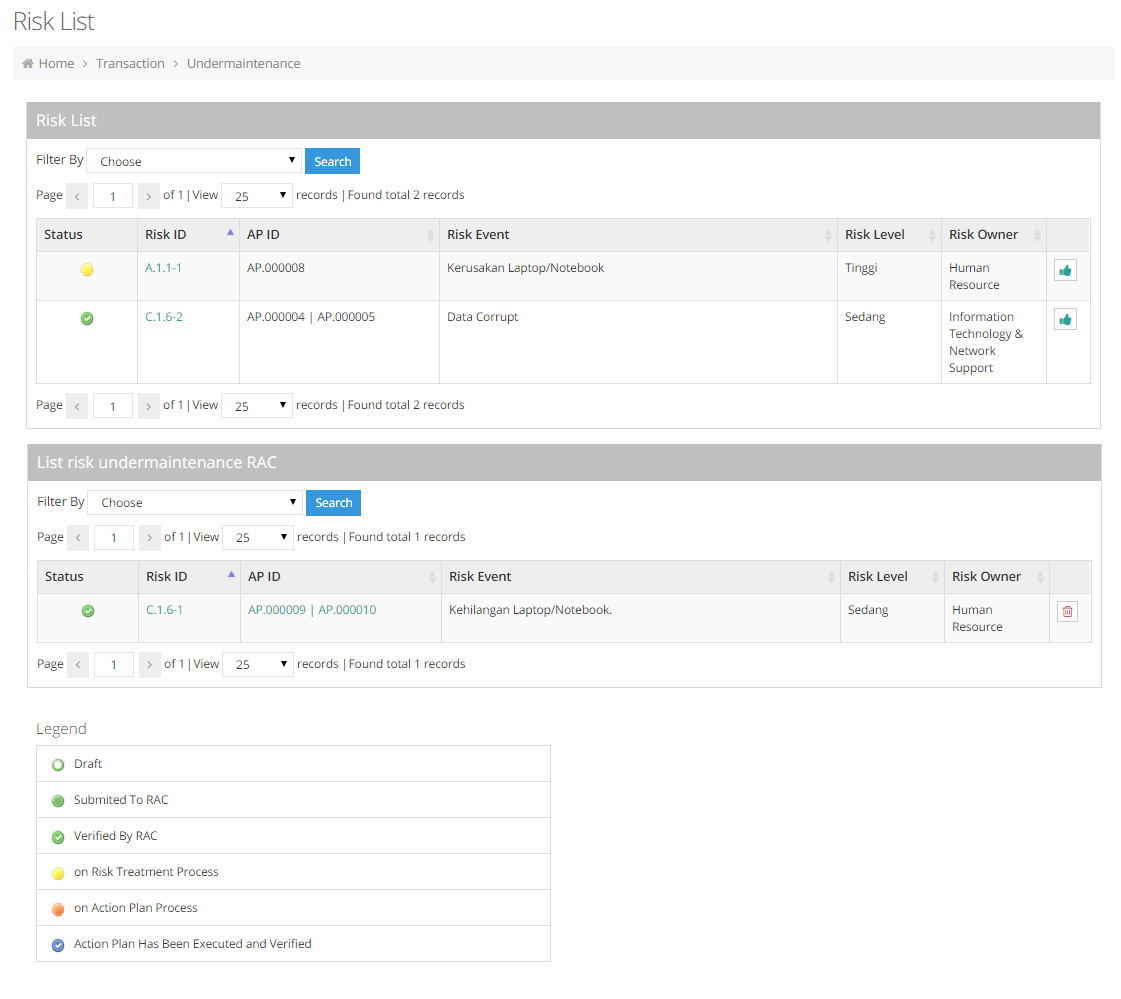 Risk List
Home > Transaction > Undermaintenance
Risk List
Filter By Choose Search
Page < 1 > of 1 | View 25 records | Found total 2 records
Status Risk ID AP ID Risk Event Risk Level Risk Owner
A.1.1-1 AP.000008 Kerusakan Laptop/Notebook Tinggi Human
Resource
C.1.6-2 AP.000004 | AP.000005 Data Corrupt Sedang Information
Technology &
Network
Support
Page < 1 > of 1 | View 25 records | Found total 2 records
List risk undermaintenance RAC
Filter By Choose Search
Page < 1 > of 1 | View 25 records | Found total 1 records
Status Risk ID AP ID Risk Event Risk Level Risk Owner
C.1.6-1 AP.000009 | AP.000010 Kehilangan Laptop/Notebook. Sedang Human
Resource
Page < 1 > of 1 | View 25 records | Found total 1 records
Legend
Draft
Submited To RAC
Verified By RAC
on Risk Treatment Process
on Action Plan Process
Action Plan Has Been Executed and Verified